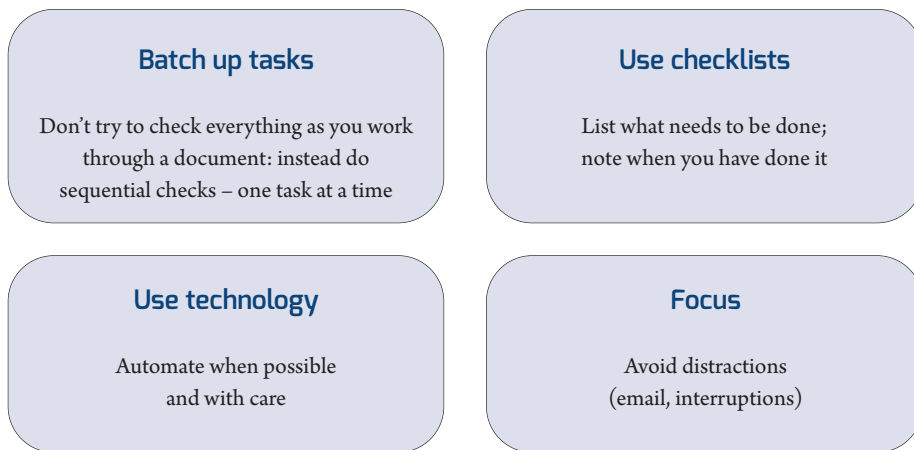 Batch up tasks
Don’t try to check everything as you work
through a document: instead do
sequential checks – one task at a time
Use checklists
List what needs to be done;
note when you have done it
Use technology
Automate when possible
and with care
Focus
Avoid distractions
(email, interruptions)